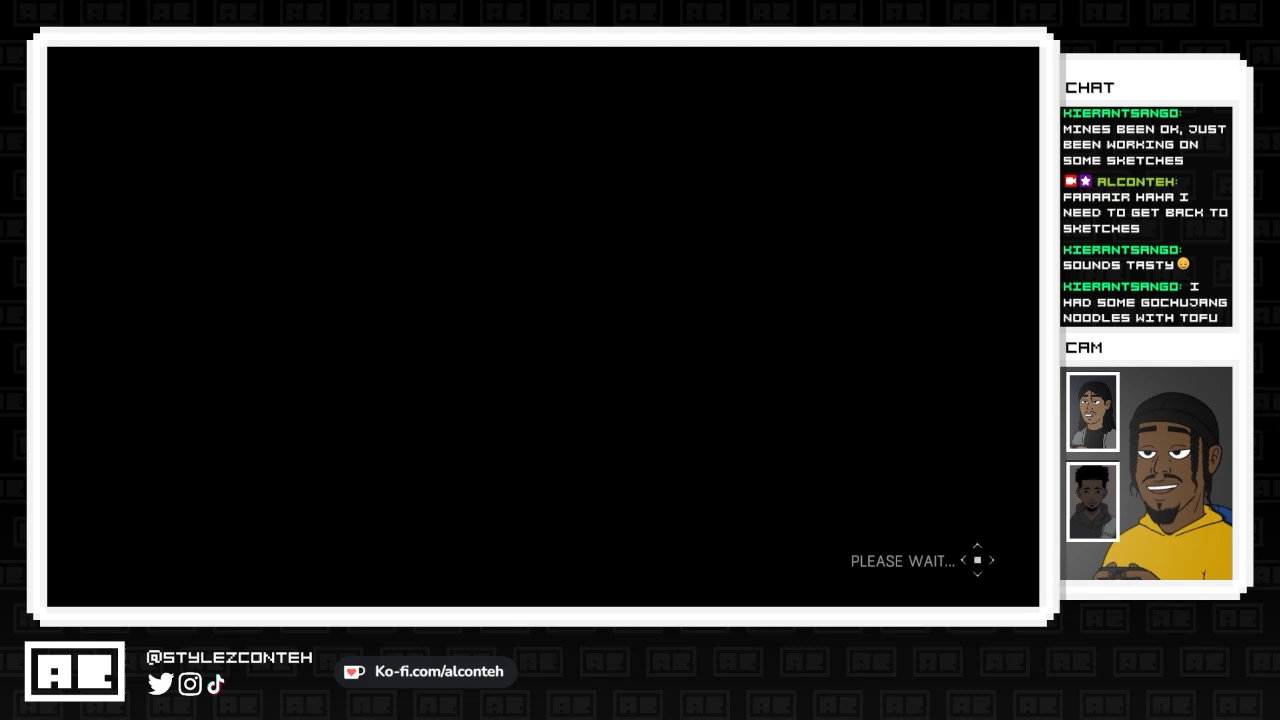 CHAT
KIERANTSANGO:
MINES BEEN OK, JUST
BEEN WORKING ON
SOME SKETCHES
ALCONTEH:
FAAAAIR HAHA I
NEED TO GET BACK TO
SKETCHES
KIERANTSANGO:
SOUNDS TASTY
KIERANTSANGO: I
HAD SOME GOCHUJANG
NOODLES WITH TOFU
CAM
PLEASE WAIT...
AC
@STYLEZCONTEH
Ko-fi.com/alconteh